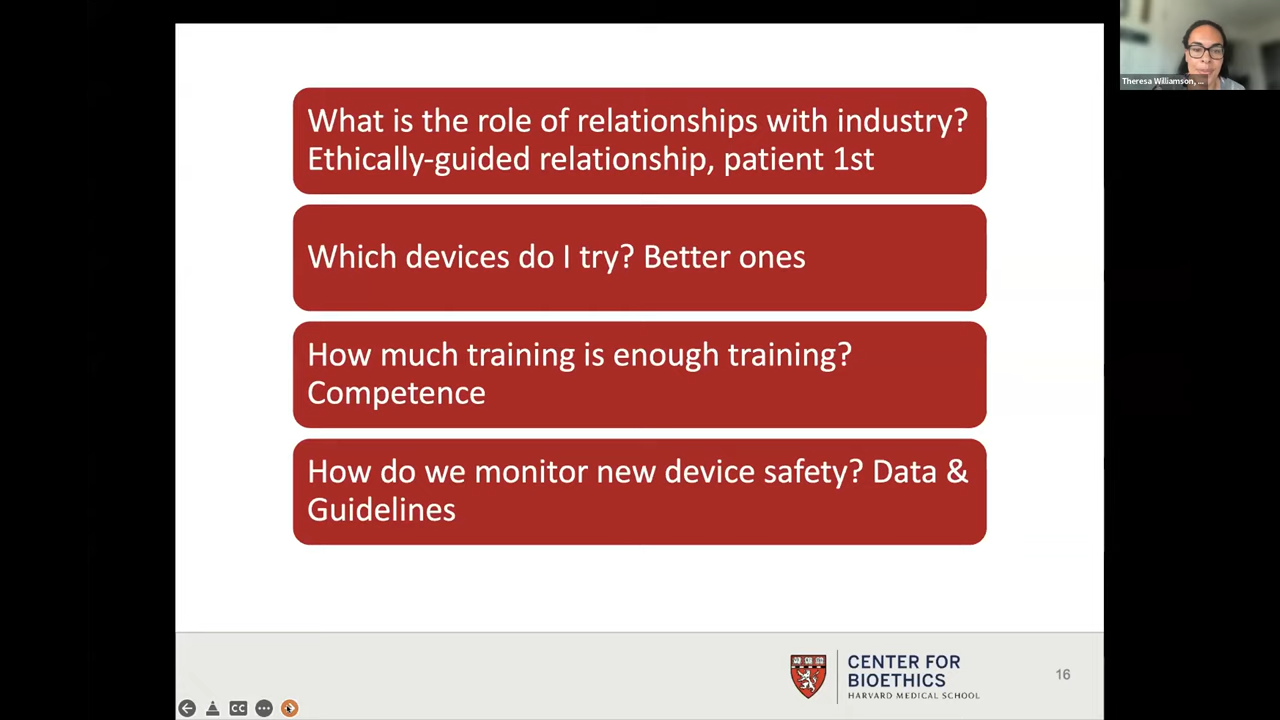 Theresa Williamson, ...
What is the role of relationships with industry?
Ethically-guided relationship, patient 1st
Which devices do I try? Better ones
How much training is enough training?
Competence
How do we monitor new device safety? Data &
Guidelines
CENTER FOR
BIOETHICS
HARVARD MEDICAL SCHOOL
16
CC